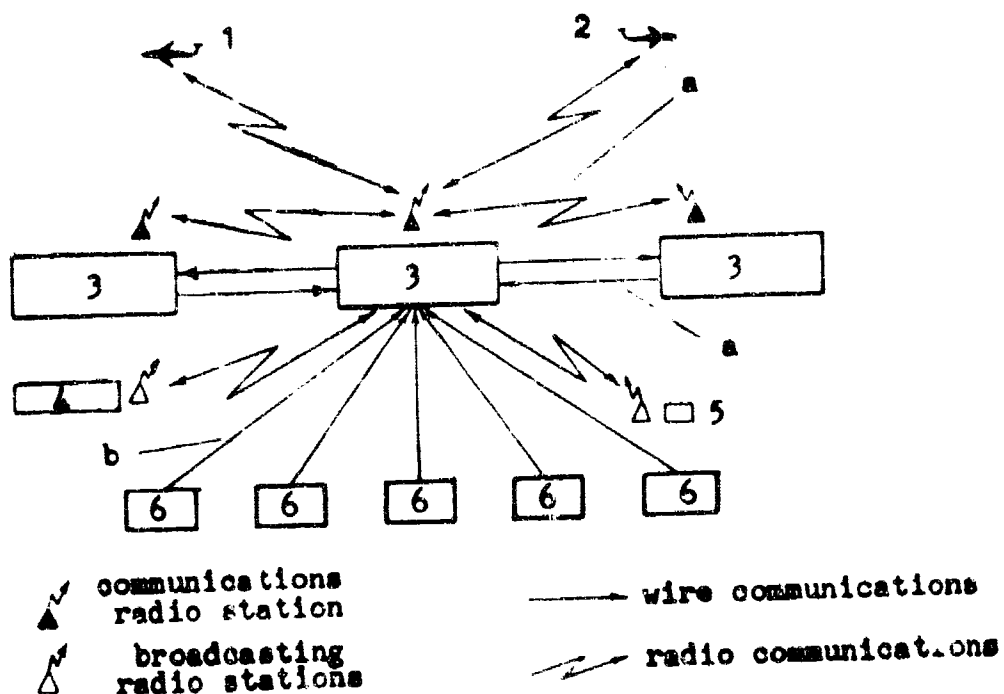 1
2
a
3
3
3
a
5
b
6
6
6
6
6
communications
radio station
wire communications
broadcasting
radio stations
radio communications